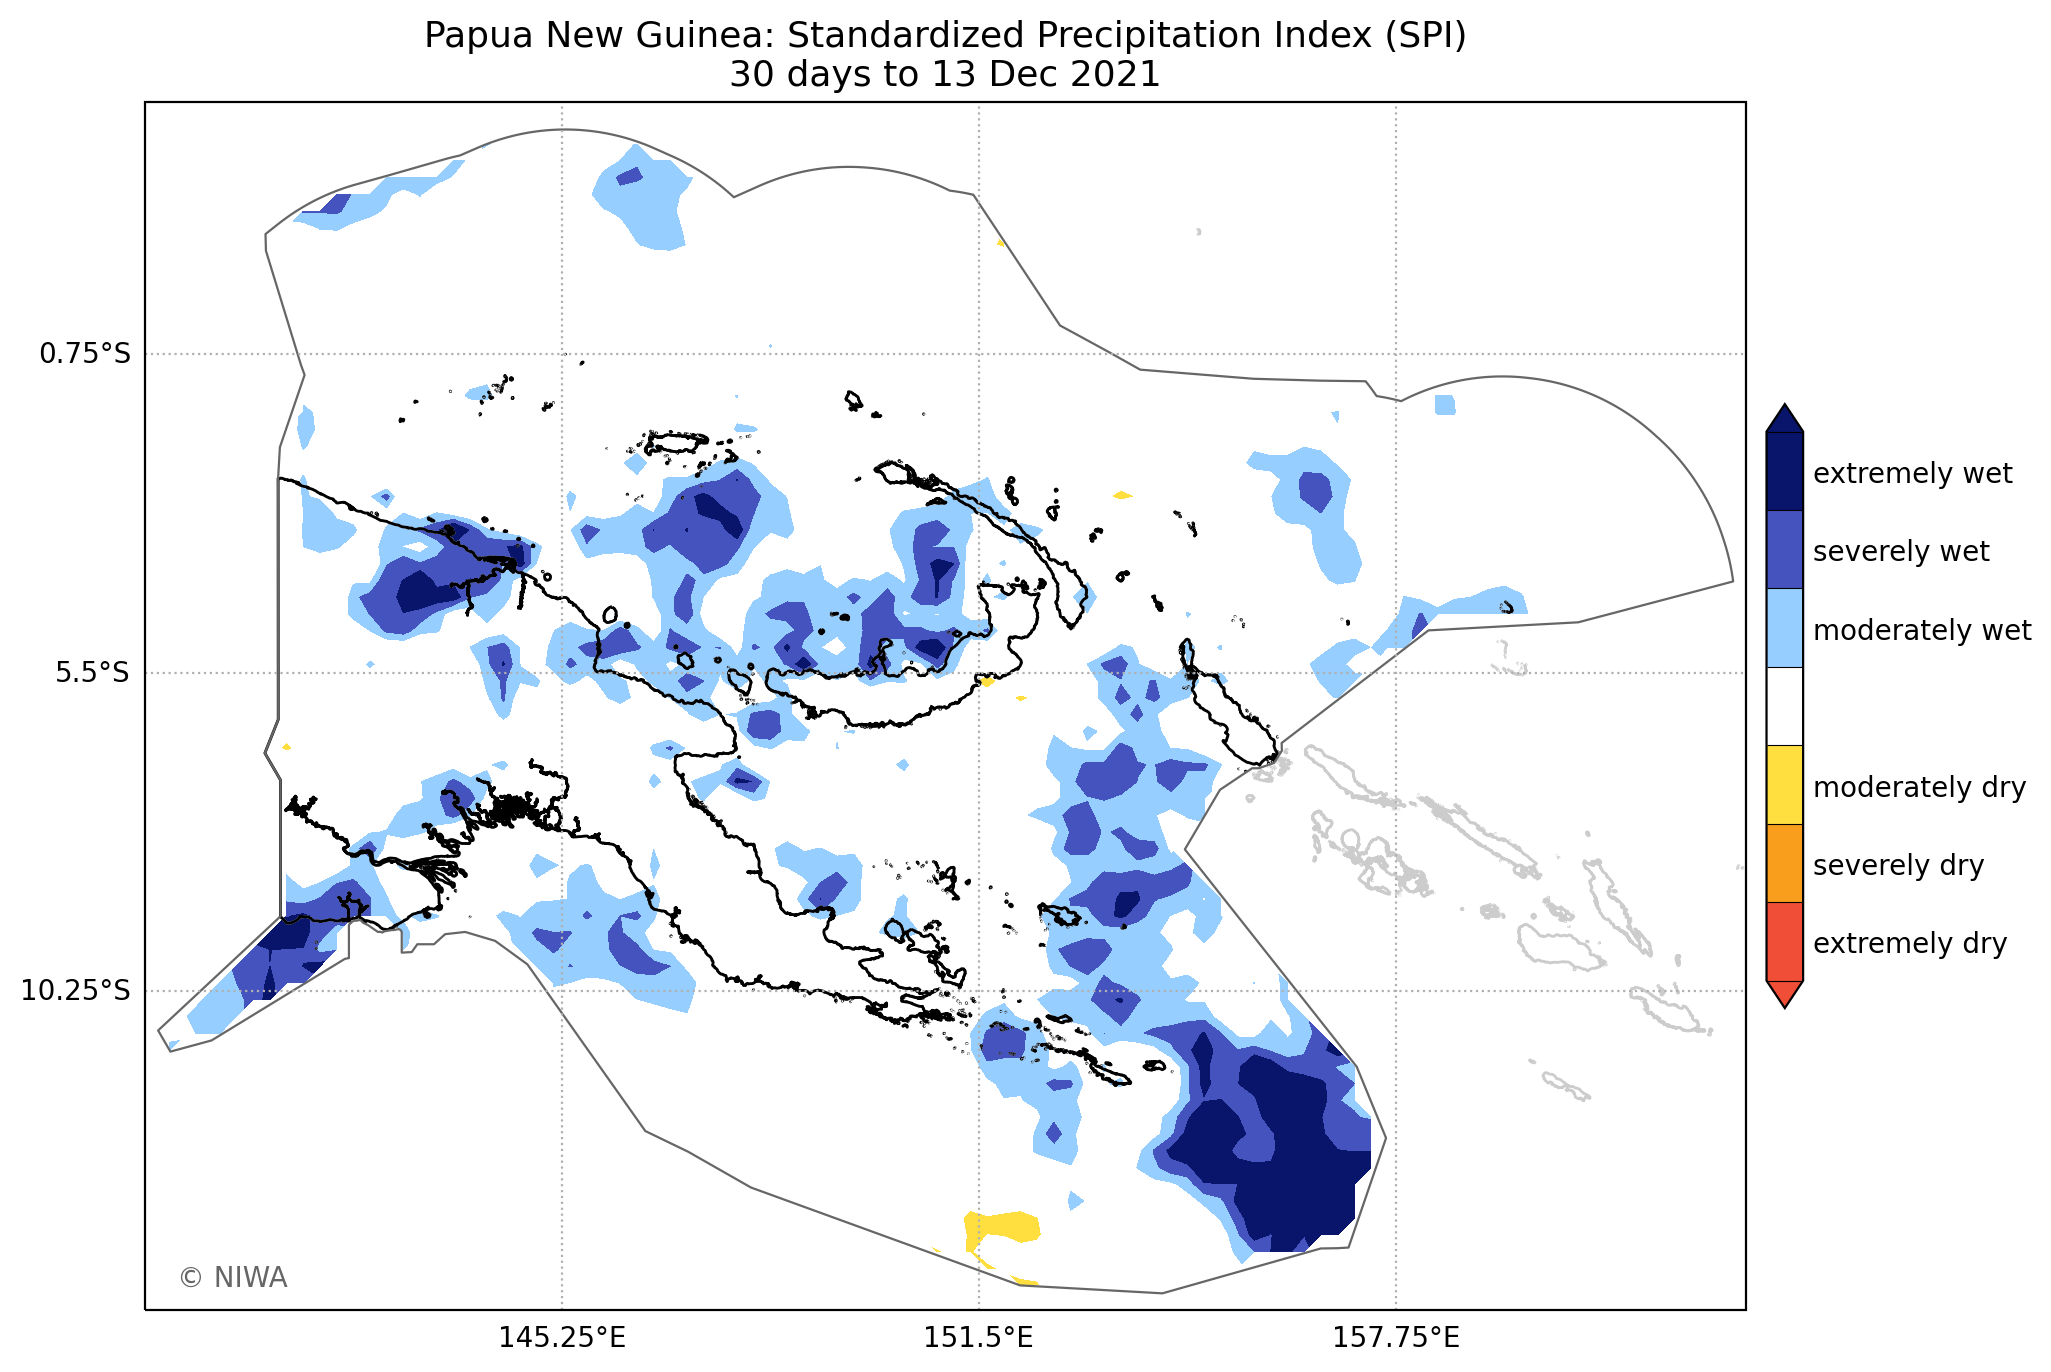 Papua New Guinea: Standardized Precipitation Index (SPI)
30 days to 13 Dec 2021
0.75°S
5.5°S
10.25°S
145.25°E
151.5°E
157.75°E
extremely wet
severely wet
moderately wet
moderately dry
severely dry
extremely dry
© NIWA